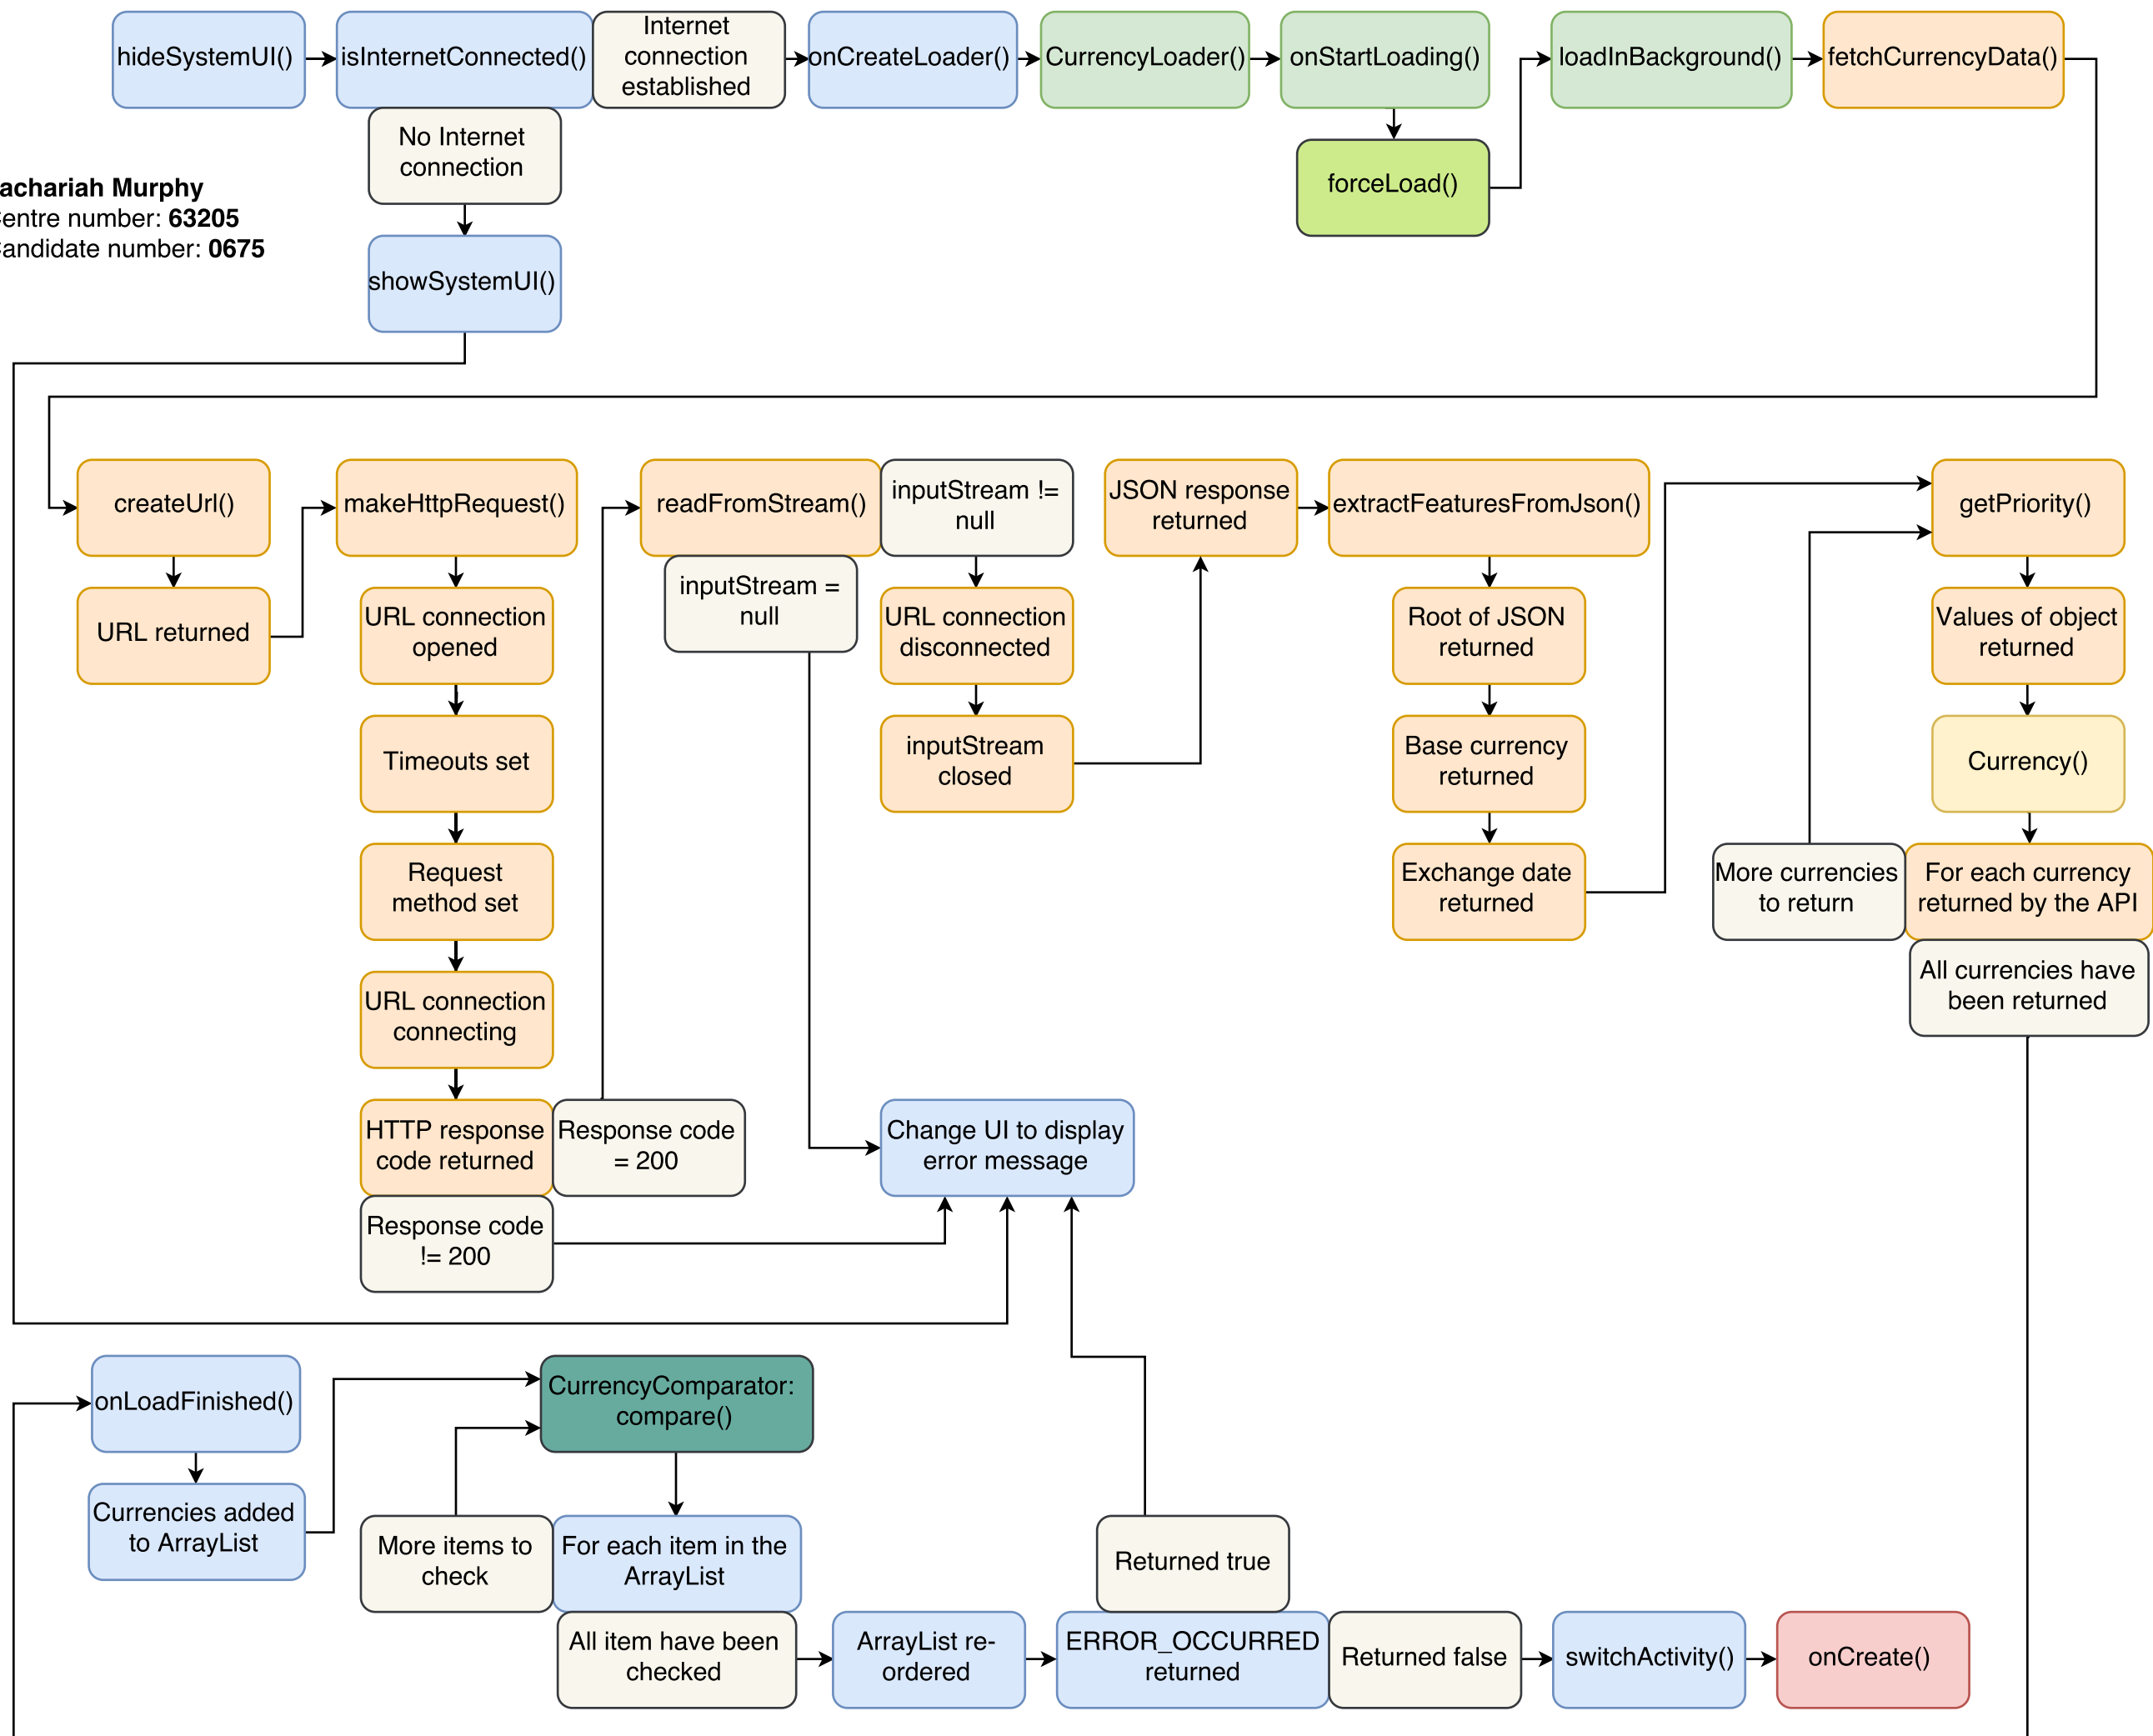 hideSystemUI()
isInternetConnected()
Internet
connection
established
onCreateLoader()
CurrencyLoader()
onStartLoading()
loadInBackground()
fetchCurrencyData()
No Internet
connection
forceLoad()
achariah Murphy
entre number: 63205
andidate number: 0675
showSystemUI()
createUrl()
makeHttpRequest()
readFromStream()
inputStream !=
null
JSON response
returned
extractFeaturesFromJson()
getPriority()
URL returned
URL connection
opened
inputStream =
null
URL connection
disconnected
Root of JSON
returned
Values of object
returned
Timeouts set
inputStream
closed
Base currency
returned
Currency()
Request
method set
Exchange date
returned
More currencies
to return
For each currency
returned by the API
URL connection
connecting
All currencies have
been returned
HTTP response
code returned
Response code
= 200
Change UI to display
error message
Response code
!= 200
onLoadFinished()
CurrencyComparator:
compare()
Currencies added
to ArrayList
More items to
check
For each item in the
ArrayList
Returned true
All item have been
checked
ArrayList re-
ordered
ERROR_OCCURRED
returned
Returned false
switchActivity()
onCreate()